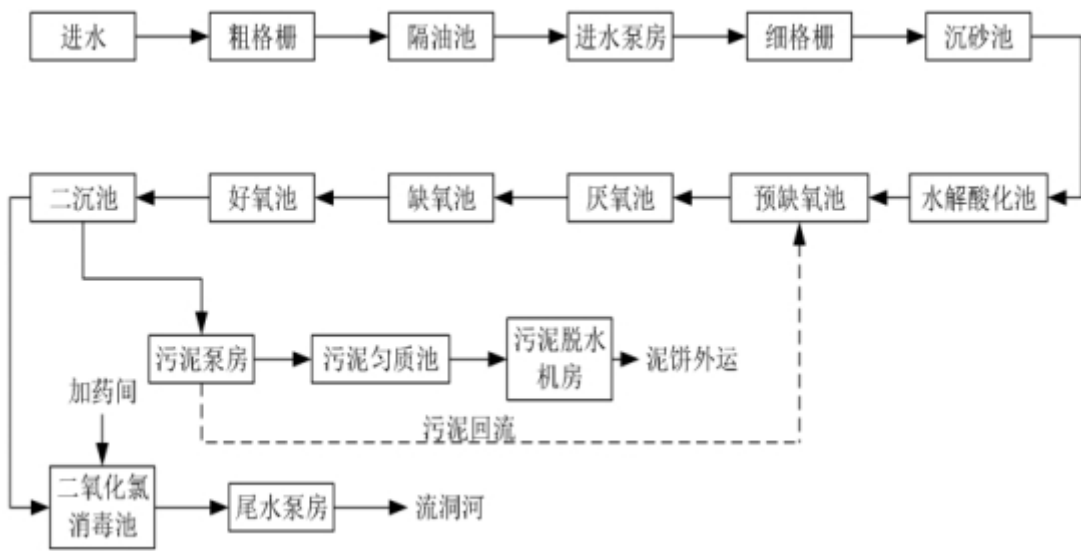 进水
粗格栅
隔油池
进水泵房
细格栅
沉砂池
二沉池
好氧池
缺氧池
厌氧池
预缺氧池
水解酸化池
污泥泵房
污泥匀质池
污泥脱水
机房
泥饼外运
加药间
污泥回流
二氧化氯
消毒池
尾水泵房
流洞河